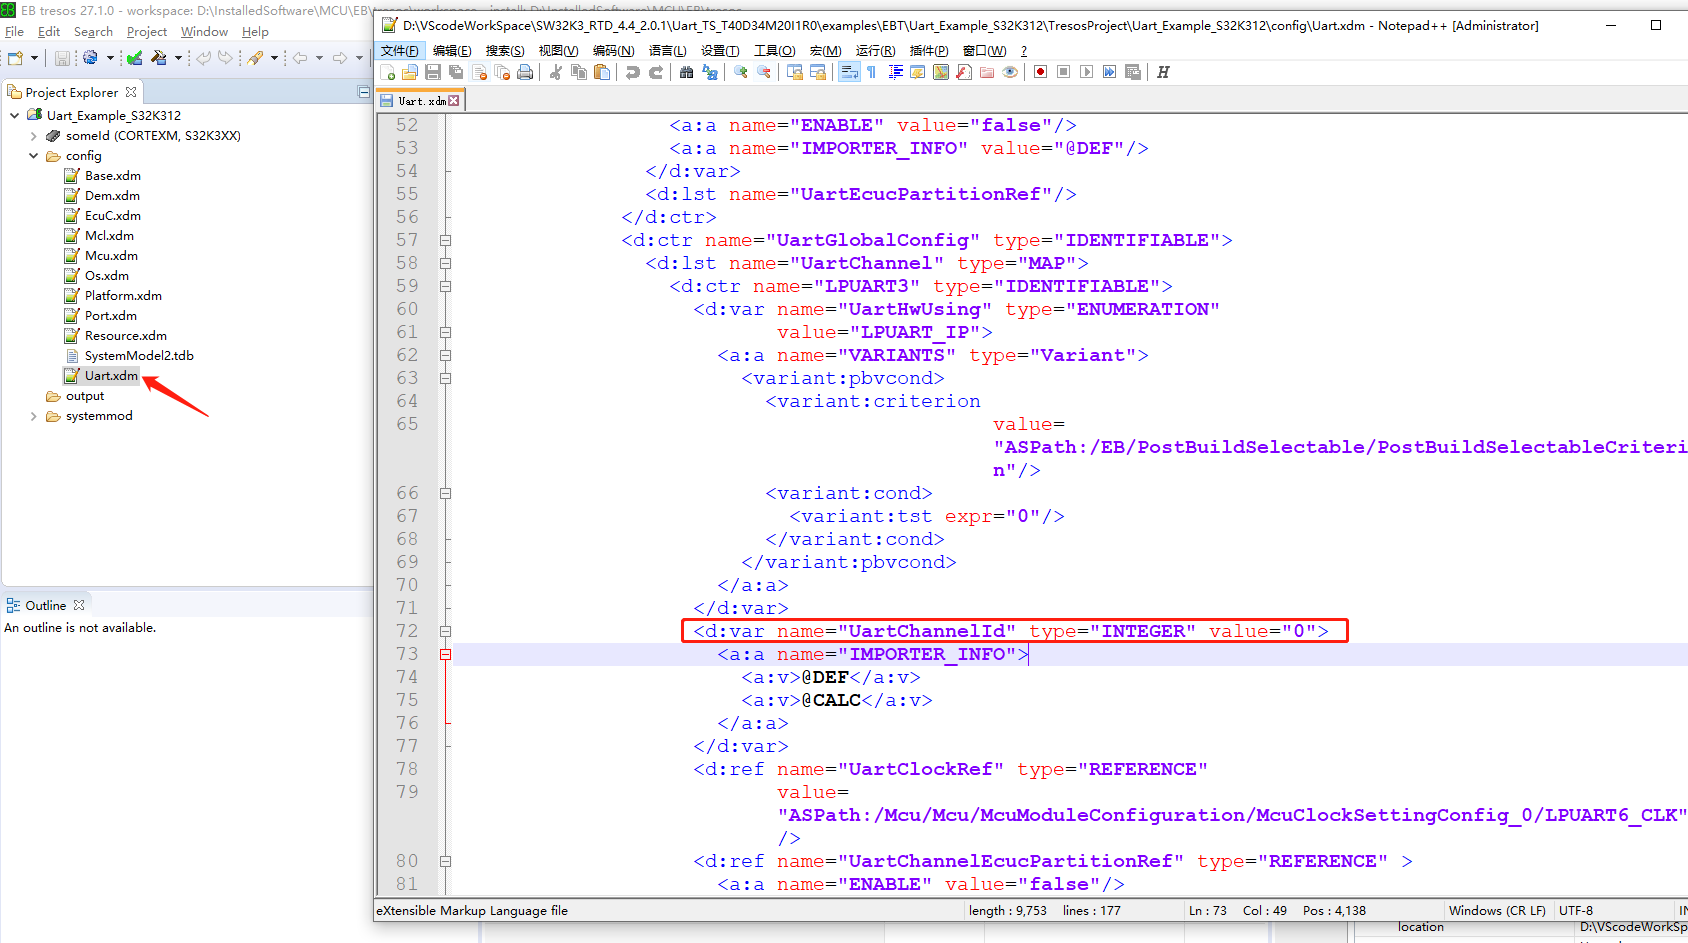 EB tresos 27.1.0 - workspace: D:\InstalledSoftware\MCU\EB\tresos\workspace - install: D:\InstalledSoftware\MCU\EB\tresos
File Edit Search Project Window Help
Project Explorer
Uart_Example_S32K312
someId (CORTEXM, S32K3XX)
config
Base.xdm
Dem.xdm
EcuC.xdm
Mcl.xdm
Mcu.xdm
Os.xdm
Platform.xdm
Port.xdm
Resource.xdm
SystemModel2.tdb
Uart.xdm
output
systemmod
Outline
An outline is not available.
D:\VScodeWorkSpace\SW32K3_RTD_4.4_2.0.1\Uart_TS_T40D34M20I1R0\examples\EBT\Uart_Example_S32K312\TresosProject\Uart_Example_S32K312\config\Uart.xdm - Notepad++ [Administrator]
文件(F) 编辑(E) 搜索(S) 视图(V) 编码(N) 语言(L) 设置(T) 工具(O) 宏(M) 运行(R) 插件(P) 窗口(W) ?
Uart.xdm
52 <a:a name="ENABLE" value="false"/>
53 <a:a name="IMPORTER_INFO" value="@DEF"/>
54 </d:var>
55 <d:lst name="UartEcucPartitionRef"/>
56 </d:ctr>
57 <d:ctr name="UartGlobalConfig" type="IDENTIFIABLE">
58 <d:lst name="UartChannel" type="MAP">
59 <d:ctr name="LPUART3" type="IDENTIFIABLE">
60 <d:var name="UartHwUsing" type="ENUMERATION"
61 value="LPUART_IP">
62 <a:a name="VARIANTS" type="Variant">
63 <variant:pbvcond>
64 <variant:criterion
65 value=
"ASPath:/EB/PostBuildSelectable/PostBuildSelectableCriteri
n"/>
66 <variant:cond>
67 <variant:tst expr="0"/>
68 </variant:cond>
69 </variant:pbvcond>
70 </a:a>
71 </d:var>
72 <d:var name="UartChannelId" type="INTEGER" value="0">
73 <a:a name="IMPORTER_INFO">
74 <a:v>@DEF</a:v>
75 <a:v>@CALC</a:v>
76 </a:a>
77 </d:var>
78 <d:ref name="UartClockRef" type="REFERENCE"
79 value=
"ASPath:/Mcu/Mcu/McuModuleConfiguration/McuClockSettingConfig_0/LPUART6_CLK"
/>
80 <d:ref name="UartChannelEcucPartitionRef" type="REFERENCE" >
81 <a:a name="ENABLE" value="false"/>
eXtensible Markup Language file length : 9,753 lines : 177 Ln : 73 Col : 49 Pos : 4,138 Windows (CR LF) UTF-8 IN
location D:\VScodeWorkSp